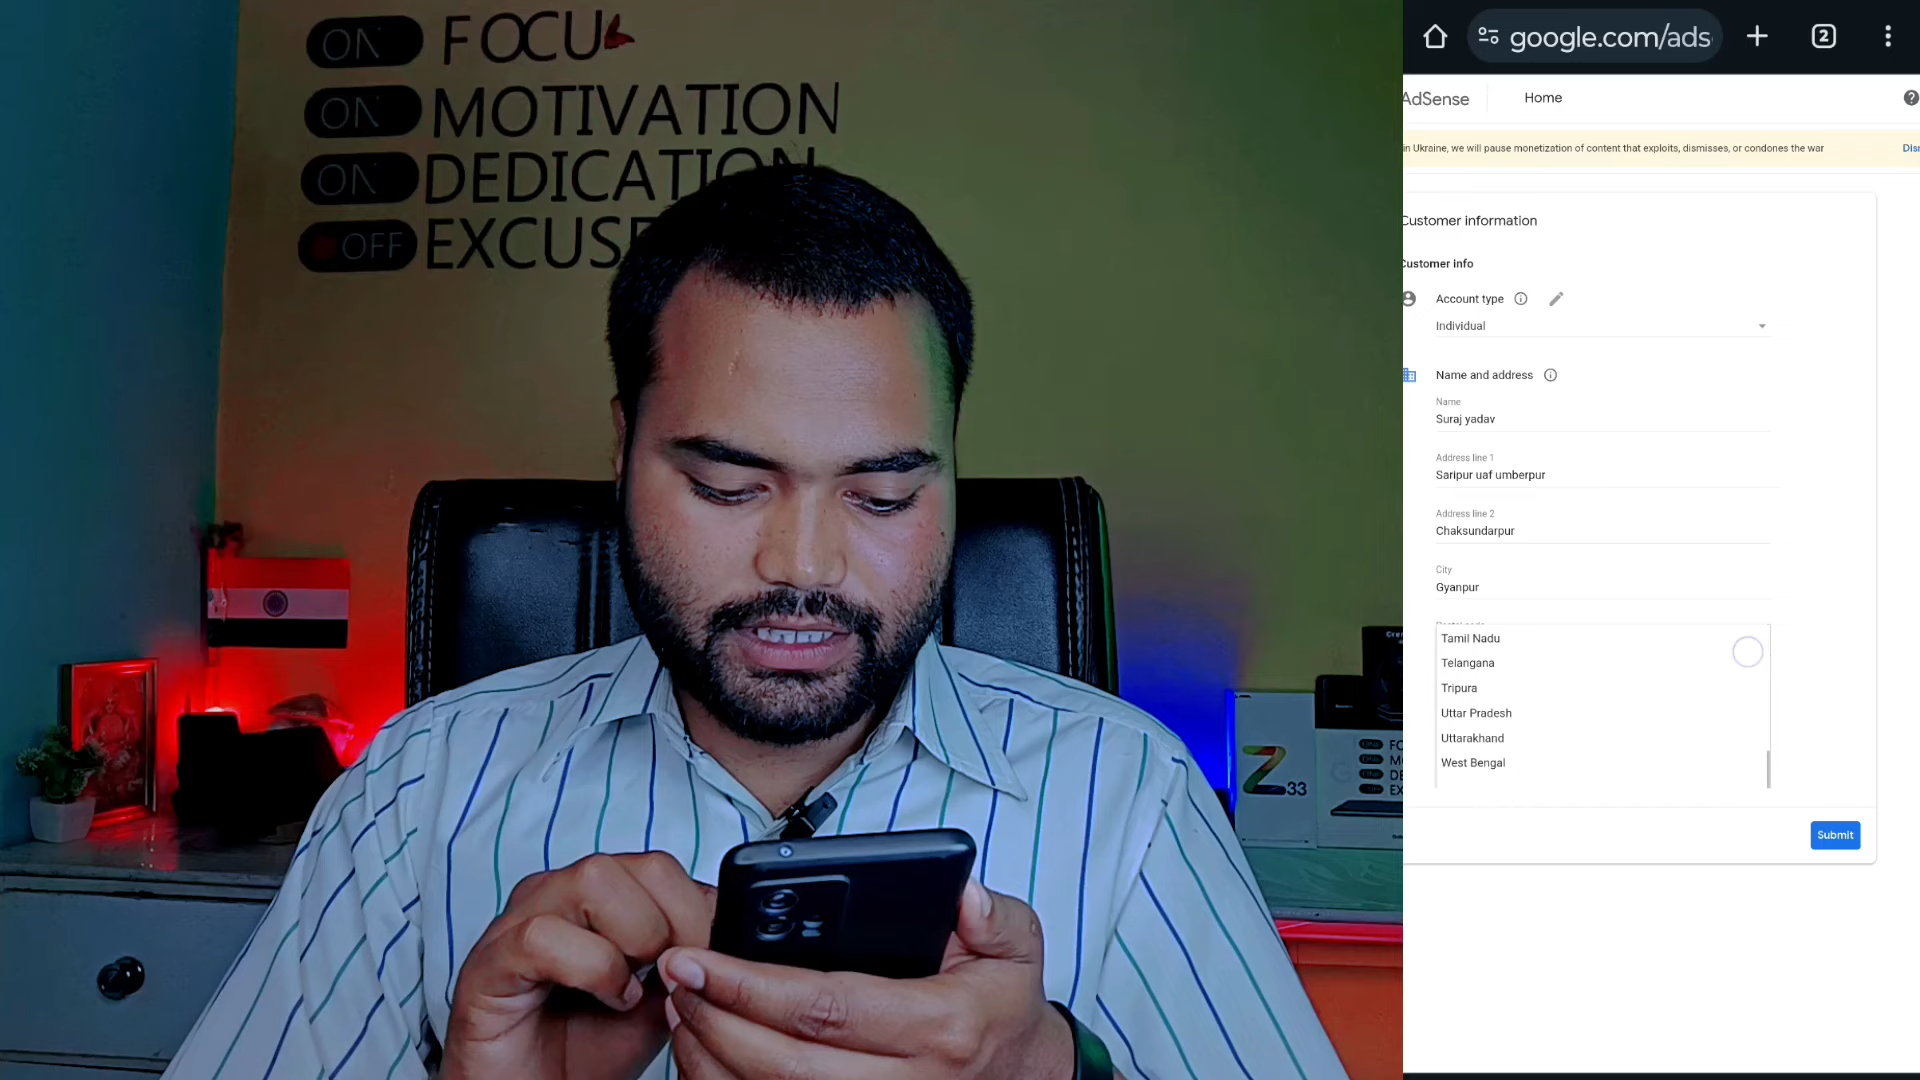 ON FOCU
ON MOTIVATION
ON DEDICATION
OFF EXCUSE
Z33
google.com/ads
2
AdSense
Home
in Ukraine, we will pause monetization of content that exploits, dismisses, or condones the war
Customer information
Customer info
Account type
Individual
Name and address
Name
Suraj yadav
Address line 1
Saripur uaf umberpur
Address line 2
Chaksundarpur
City
Gyanpur
Tamil Nadu
Telangana
Tripura
Uttar Pradesh
Uttarakhand
West Bengal
Submit